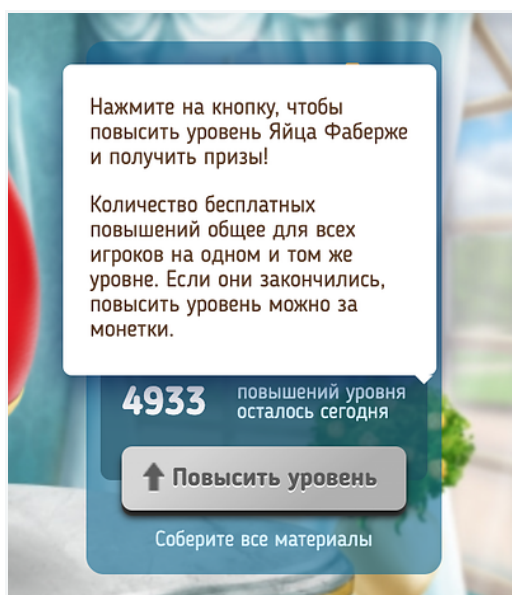 Нажмите на кнопку, чтобы
повысить уровень Яйца Фаберже
и получить призы!
Количество бесплатных
повышений общее для всех
игроков на одном и том же
уровне. Если они закончились,
повысить уровень можно за
монетки.
4933 повышений уровня
осталось сегодня
Повысить уровень
Соберите все материалы